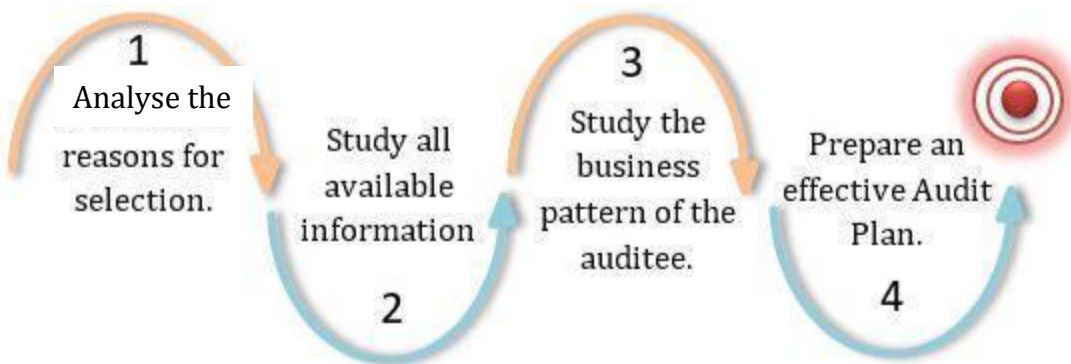 1
Analyse the
reasons for
selection.
Study all
available
information
2
3
Study the
business
pattern of the
auditee.
Prepare an
effective Audit
Plan.
4